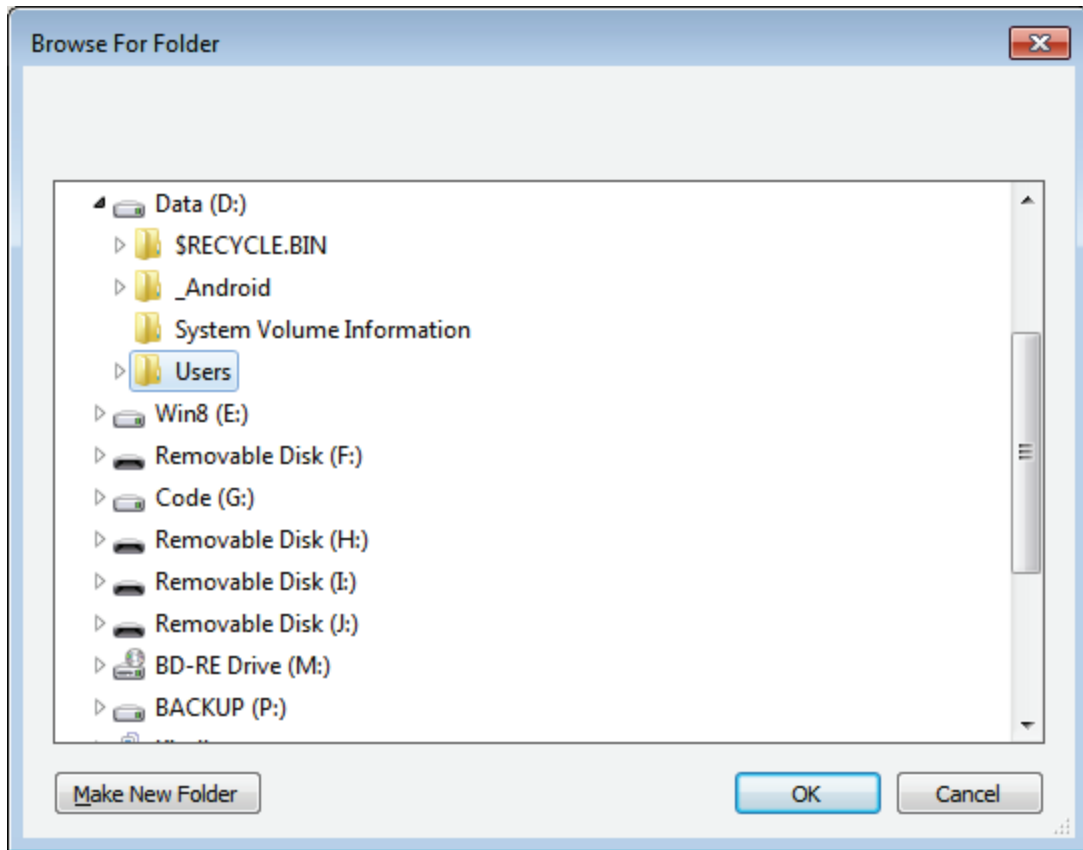 Browse For Folder
Data (D:)
$RECYCLE.BIN
_Android
System Volume Information
Users
Win8 (E:)
Removable Disk (F:)
Code (G:)
Removable Disk (H:)
Removable Disk (I:)
Removable Disk (J:)
BD-RE Drive (M:)
BACKUP (P:)
Make New Folder
OK
Cancel